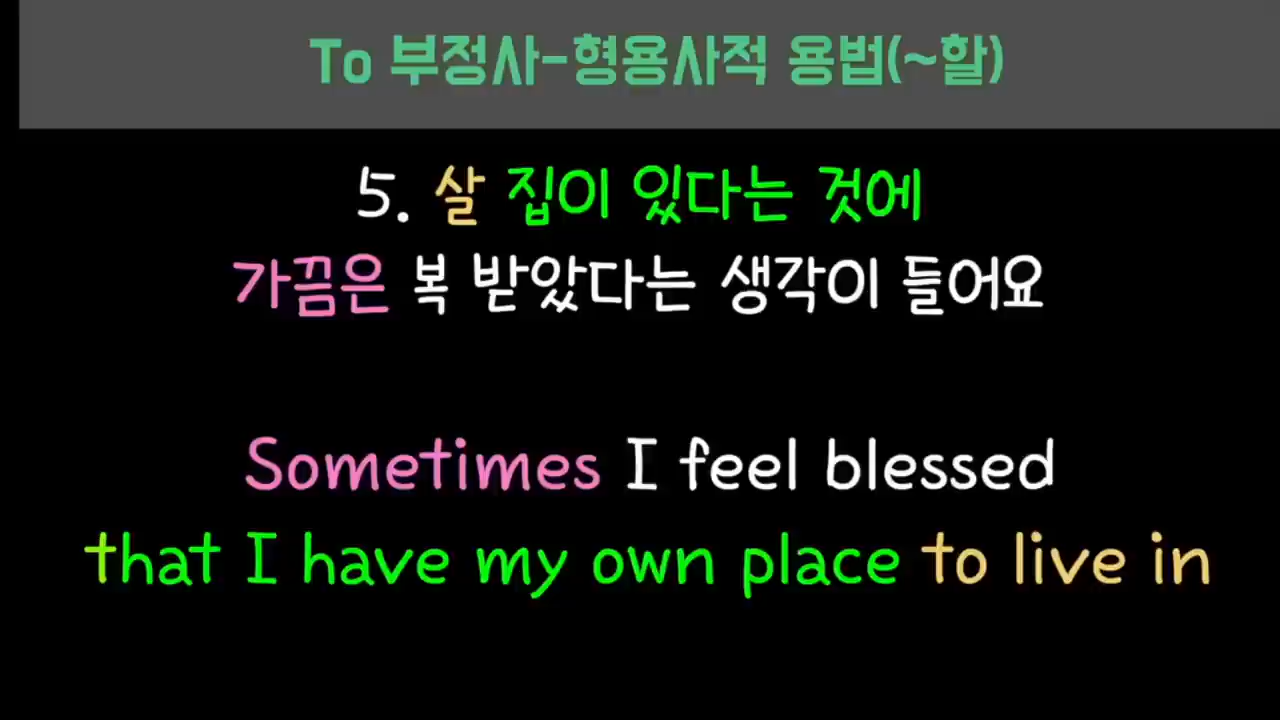 To 부정사-형용사적 용법(~할)
5. 살 집이 있다는 것에
가끔은 복 받았다는 생각이 들어요
Sometimes I feel blessed
that I have my own place to live in